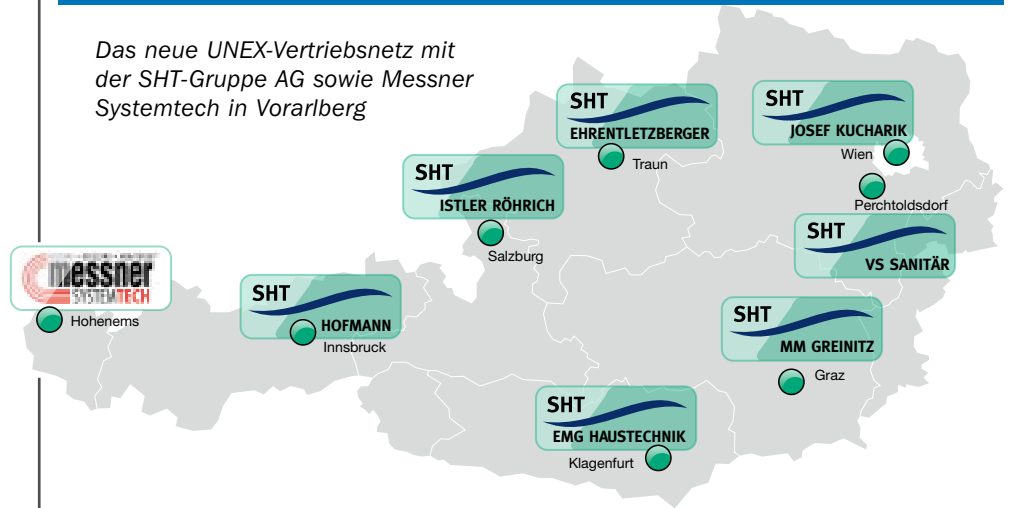 Das neue UNEX-Vertriebsnetz mit
der SHT-Gruppe AG sowie Messner
Systemtech in Vorarlberg
SHT
EHRENTLETZBERGER
Traun
SHT
JOSEF KUCHARIK
Wien
Perchtoldsdorf
SHT
ISTLER RÖHRICH
Salzburg
SHT
VS SANITÄR
messner
SYSTEMTECH
Hohenems
SHT
HOFMANN
Innsbruck
SHT
MM GREINITZ
Graz
SHT
EMG HAUSTECHNIK
Klagenfurt